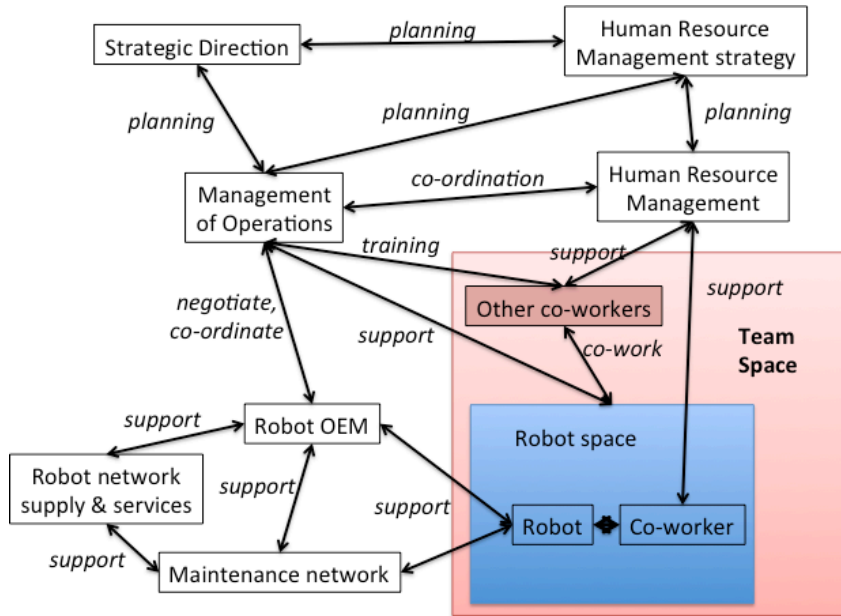 planning
Human Resource
Management strategy
Strategic Direction
planning
planning
planning
co-ordination
Human Resource
Management
Management
of Operations
training
support
negotiate,
co-ordinate
support
support
Other co-workers
Team
Space
co-work
support
Robot OEM
Robot space
Robot network
supply & services
support
support
Robot
Co-worker
support
Maintenance network